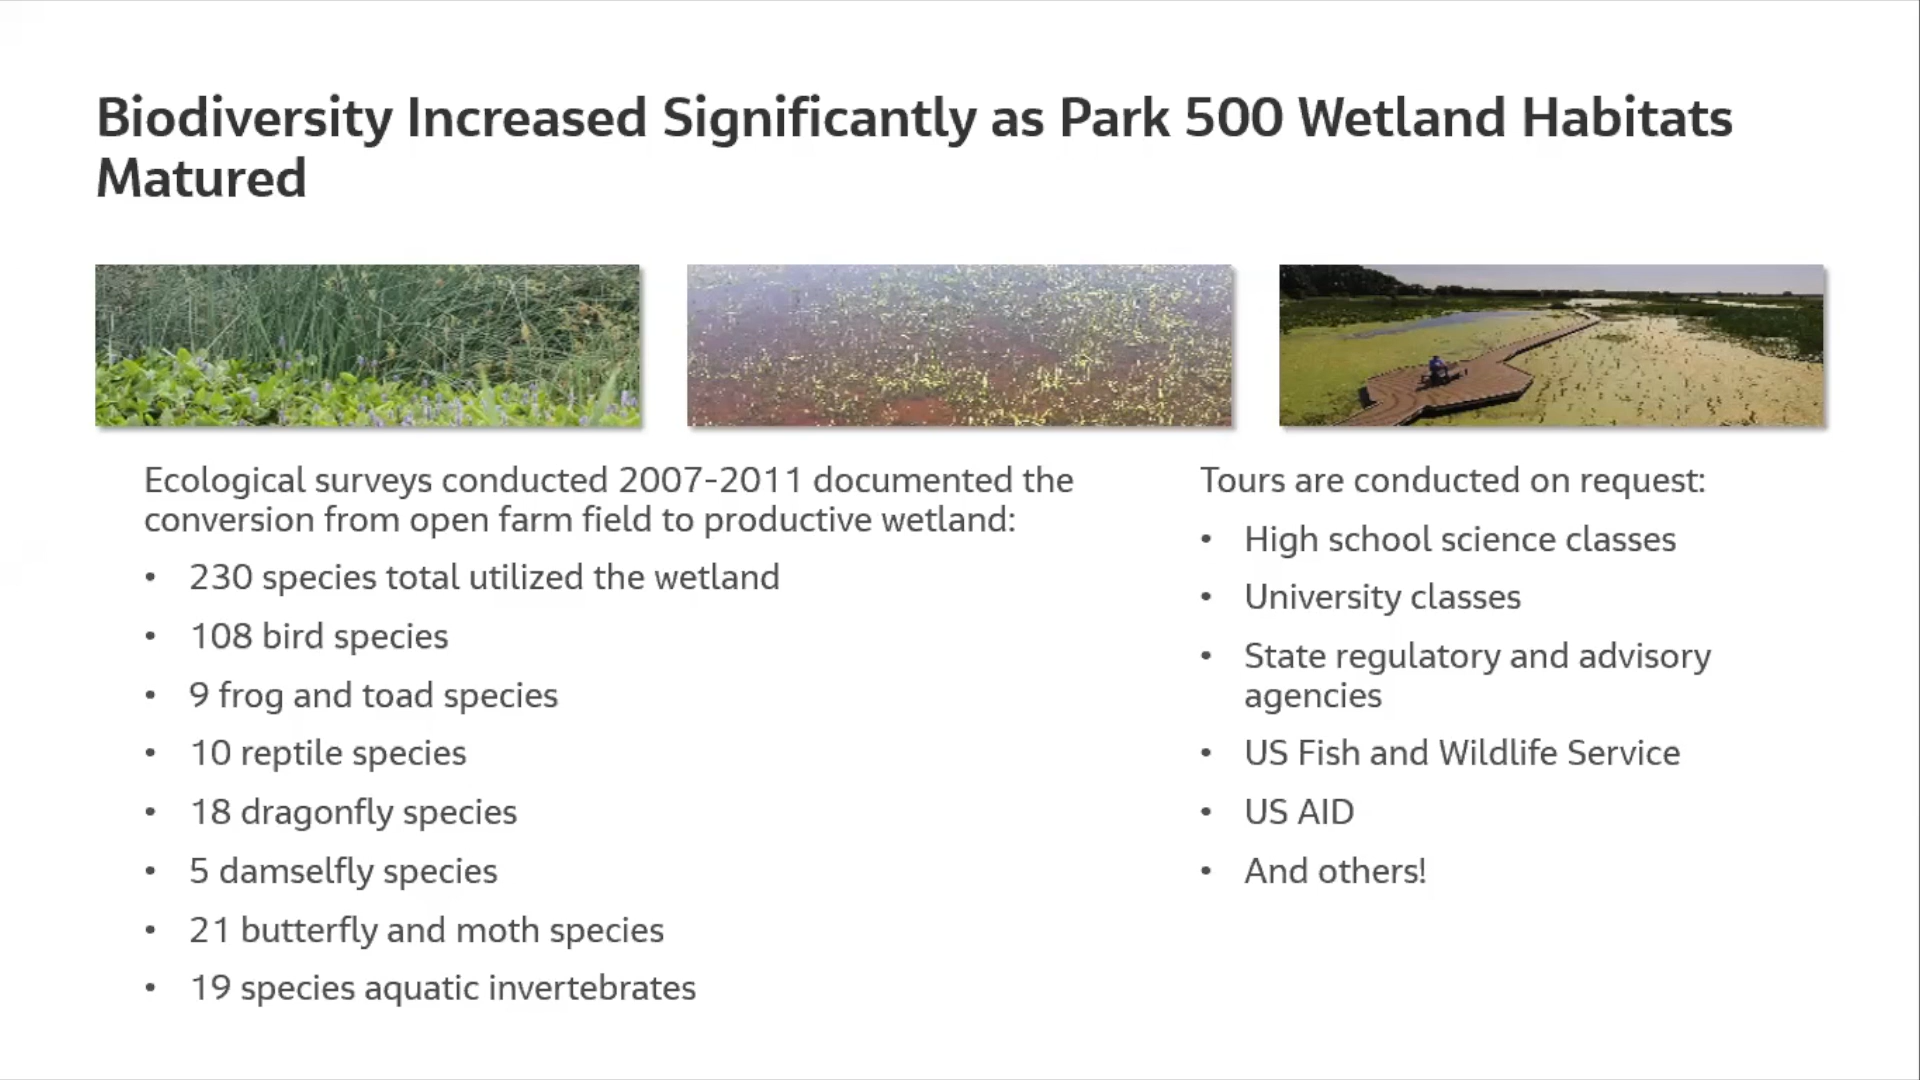 Biodiversity Increased Significantly as Park 500 Wetland Habitats
Matured
Ecological surveys conducted 2007-2011 documented the
conversion from open farm field to productive wetland:
• 230 species total utilized the wetland
• 108 bird species
• 9 frog and toad species
• 10 reptile species
• 18 dragonfly species
• 5 damselfly species
• 21 butterfly and moth species
• 19 species aquatic invertebrates
Tours are conducted on request:
• High school science classes
• University classes
• State regulatory and advisory
agencies
• US Fish and Wildlife Service
• US AID
• And others!